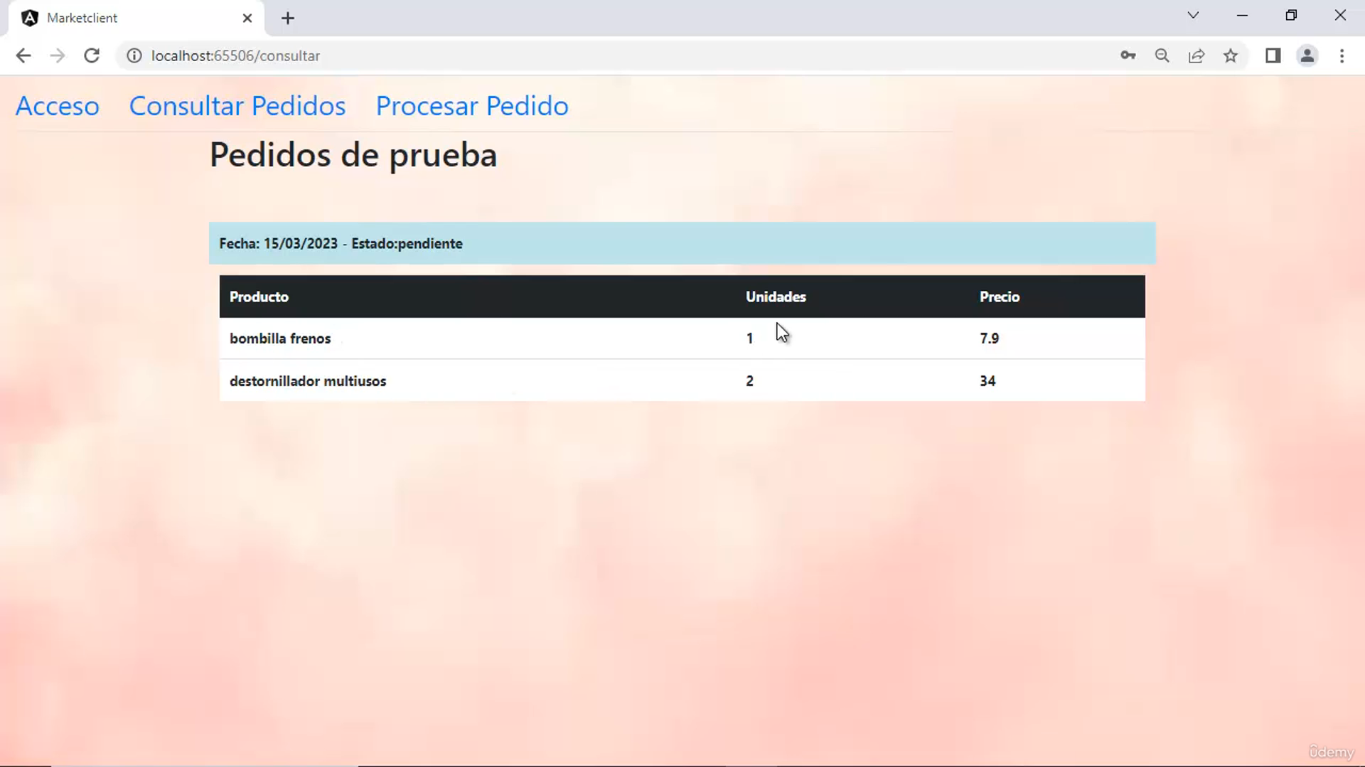 Marketclient
localhost:65506/consultar
Acceso Consultar Pedidos Procesar Pedido
Pedidos de prueba
Fecha: 15/03/2023 - Estado:pendiente
Producto Unidades Precio
bombilla frenos 1 7.9
destornillador multiusos 2 34
ûdemy